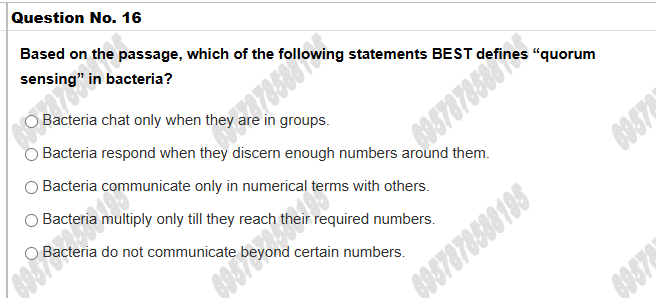 Question No. 16
Based on the passage, which of the following statements BEST defines “quorum
sensing” in bacteria?
Bacteria chat only when they are in groups.
Bacteria respond when they discern enough numbers around them.
Bacteria communicate only in numerical terms with others.
Bacteria multiply only till they reach their required numbers.
Bacteria do not communicate beyond certain numbers.